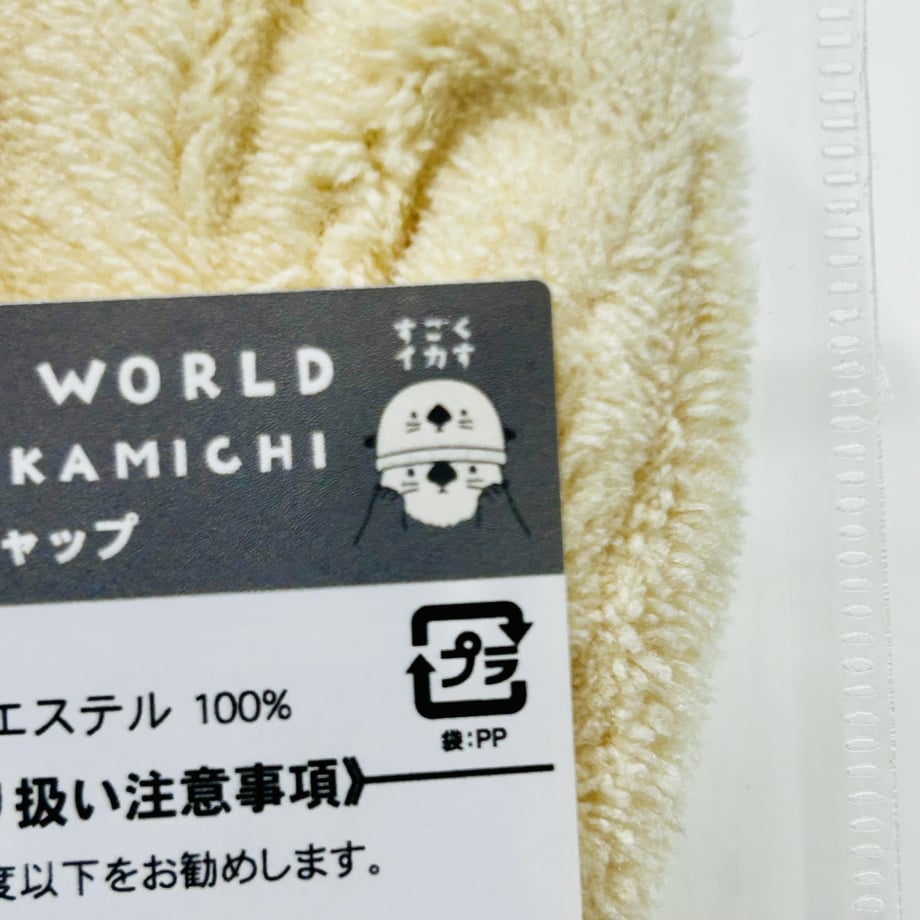 WORLD
すごく
イカす
KAMICHI
ャップ
プラ
袋:PP
エステル 100%
り扱い注意事項》
度以下をお勧めします。